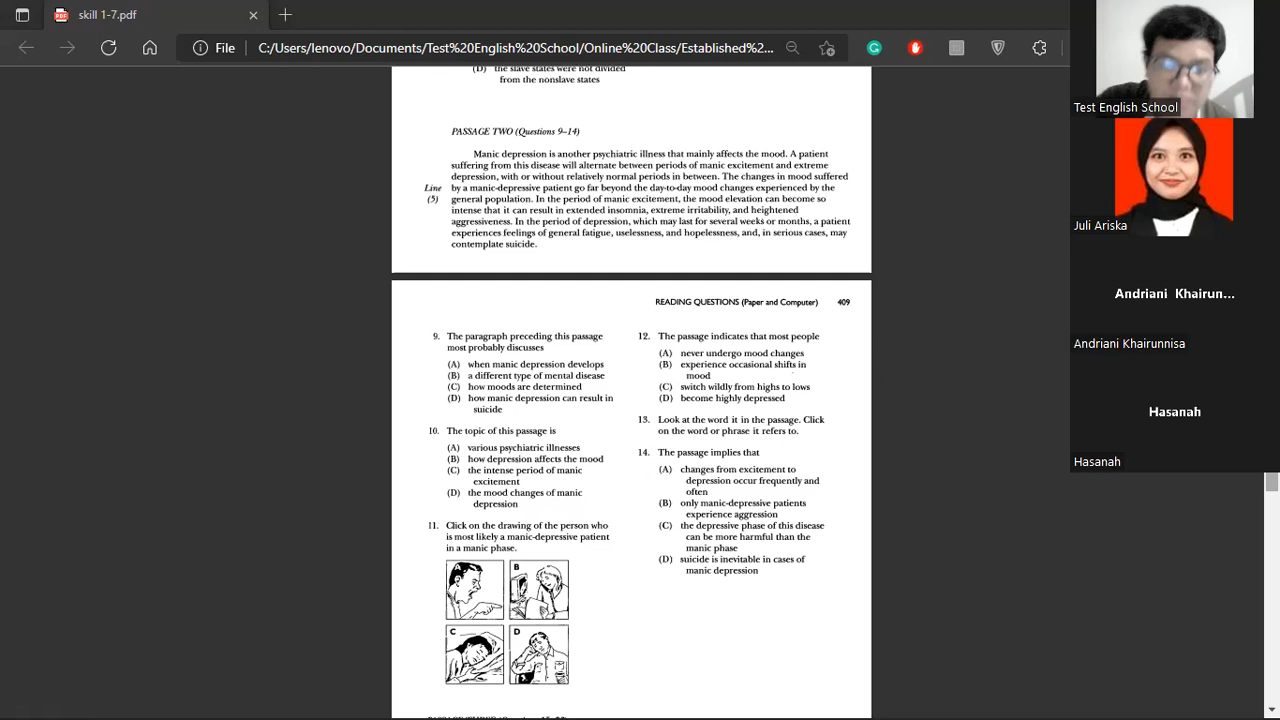 skill 1-7.pdf
File C:/Users/lenovo/Documents/Test%20English%20School/Online%20Class/Established%2...
(D) the slave states were not divided
from the nonslave states
PASSAGE TWO (Questions 9–14)
Manic depression is another psychiatric illness that mainly affects the mood. A patient
suffering from this disease will alternate between periods of manic excitement and extreme
depression, with or without relatively normal periods in between. The changes in mood suffered
Line by a manic-depressive patient go far beyond the day-to-day mood changes experienced by the
(5) general population. In the period of manic excitement, the mood elevation can become so
intense that it can result in extended insomnia, extreme irritability, and heightened
aggressiveness. In the period of depression, which may last for several weeks or months, a patient
experiences feelings of general fatigue, uselessness, and hopelessness, and, in serious cases, may
contemplate suicide.
READING QUESTIONS (Paper and Computer) 409
9. The paragraph preceding this passage
most probably discusses
(A) when manic depression develops
(B) a different type of mental disease
(C) how moods are determined
(D) how manic depression can result in
suicide
10. The topic of this passage is
(A) various psychiatric illnesses
(B) how depression affects the mood
(C) the intense period of manic
excitement
(D) the mood changes of manic
depression
11. Click on the drawing of the person who
is most likely a manic-depressive patient
in a manic phase.
B
C
D
12. The passage indicates that most people
(A) never undergo mood changes
(B) experience occasional shifts in
mood
(C) switch wildly from highs to lows
(D) become highly depressed
13. Look at the word it in the passage. Click
on the word or phrase it refers to.
14. The passage implies that
(A) changes from excitement to
depression occur frequently and
often
(B) only manic-depressive patients
experience aggression
(C) the depressive phase of this disease
can be more harmful than the
manic phase
(D) suicide is inevitable in cases of
manic depression
Test English School
Juli Ariska
Andriani Khairun...
Andriani Khairunnisa
Hasanah
Hasanah